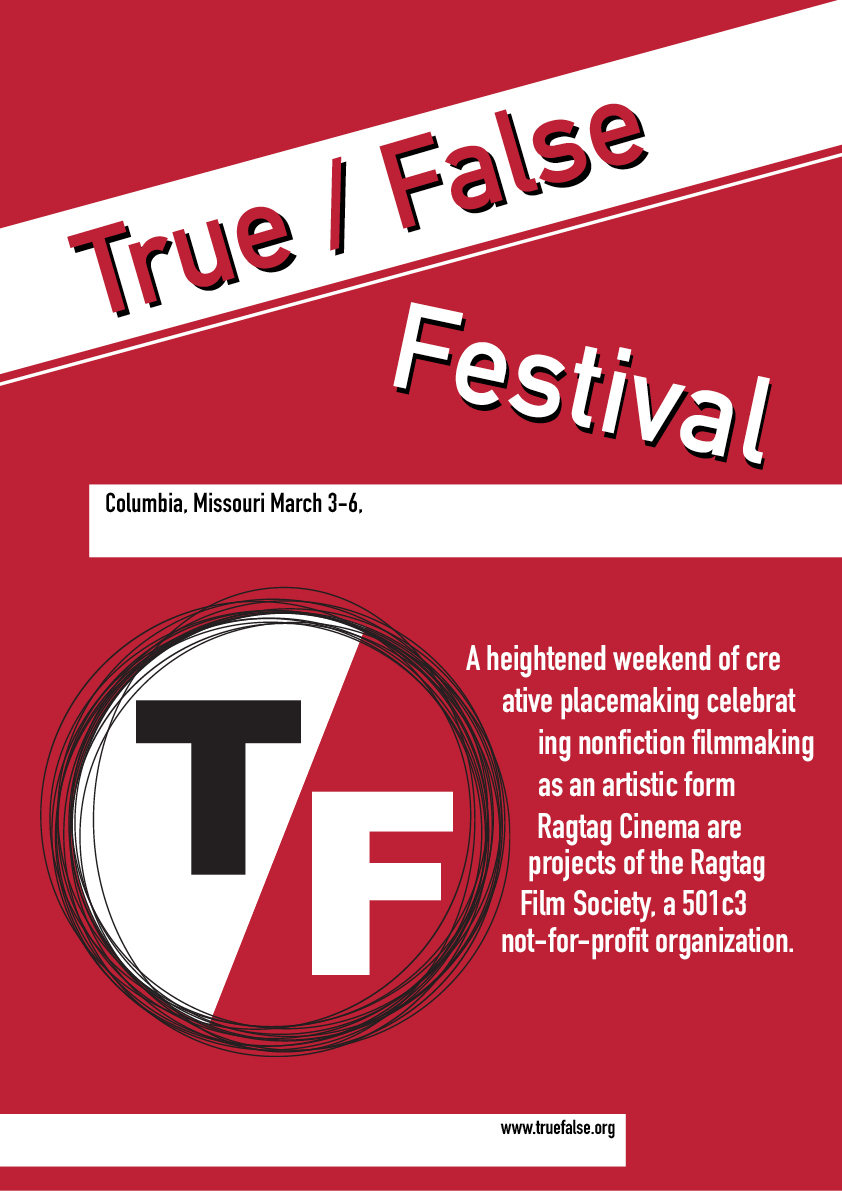 True / False
Festival
Columbia, Missouri March 3-6,
T
F
A heightened weekend of cre
ative placemaking celebrat
ing nonfiction filmmaking
as an artistic form
Ragtag Cinema are
projects of the Ragtag
Film Society, a 501c3
not-for-profit organization.
www.truefalse.org